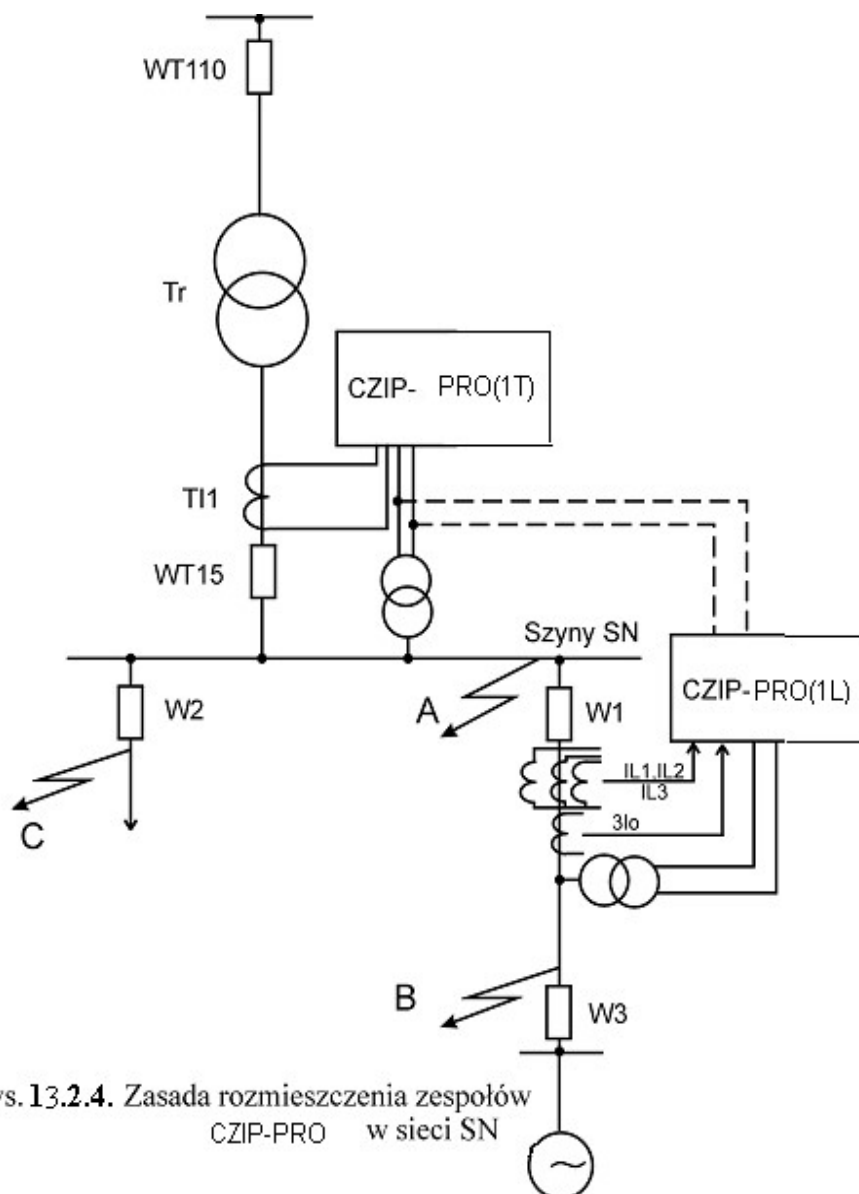 WT110
Tr
CZIP- PRO(1T)
TI1
WT15
Szyny SN
W2
A
W1
CZIP-PRO(1L)
IL1,IL2
IL3
3Io
C
B
W3
ys. 13.2.4. Zasada rozmieszczenia zespołów
CZIP-PRO w sieci SN
~